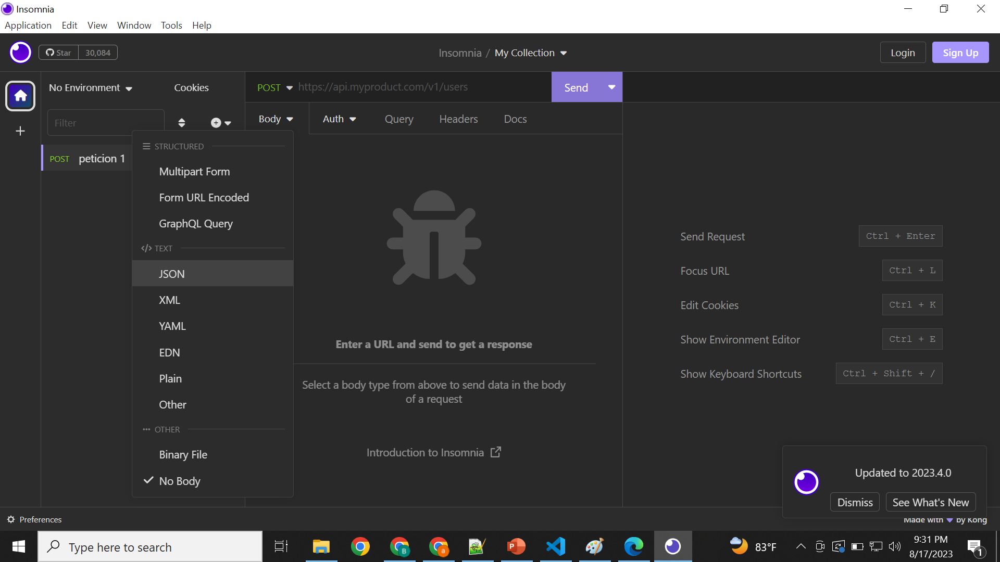 Insomnia
Application Edit View Window Tools Help
Star 30,084
Insomnia / My Collection
Login Sign Up
No Environment Cookies
POST https://api.myproduct.com/v1/users Send
Filter
Body Auth Query Headers Docs
POST peticion 1
STRUCTURED
Multipart Form
Form URL Encoded
GraphQL Query
TEXT
JSON
XML
YAML
EDN
Plain
Other
OTHER
Binary File
No Body
Enter a URL and send to get a response
Select a body type from above to send data in the body
of a request
Introduction to Insomnia
Send Request Ctrl + Enter
Focus URL Ctrl + L
Edit Cookies Ctrl + K
Show Environment Editor Ctrl + E
Show Keyboard Shortcuts Ctrl + Shift + /
Updated to 2023.4.0
Dismiss See What's New
Preferences
Made with by Kong
Type here to search
B
a
P
83°F
9:31 PM
8/17/2023
1